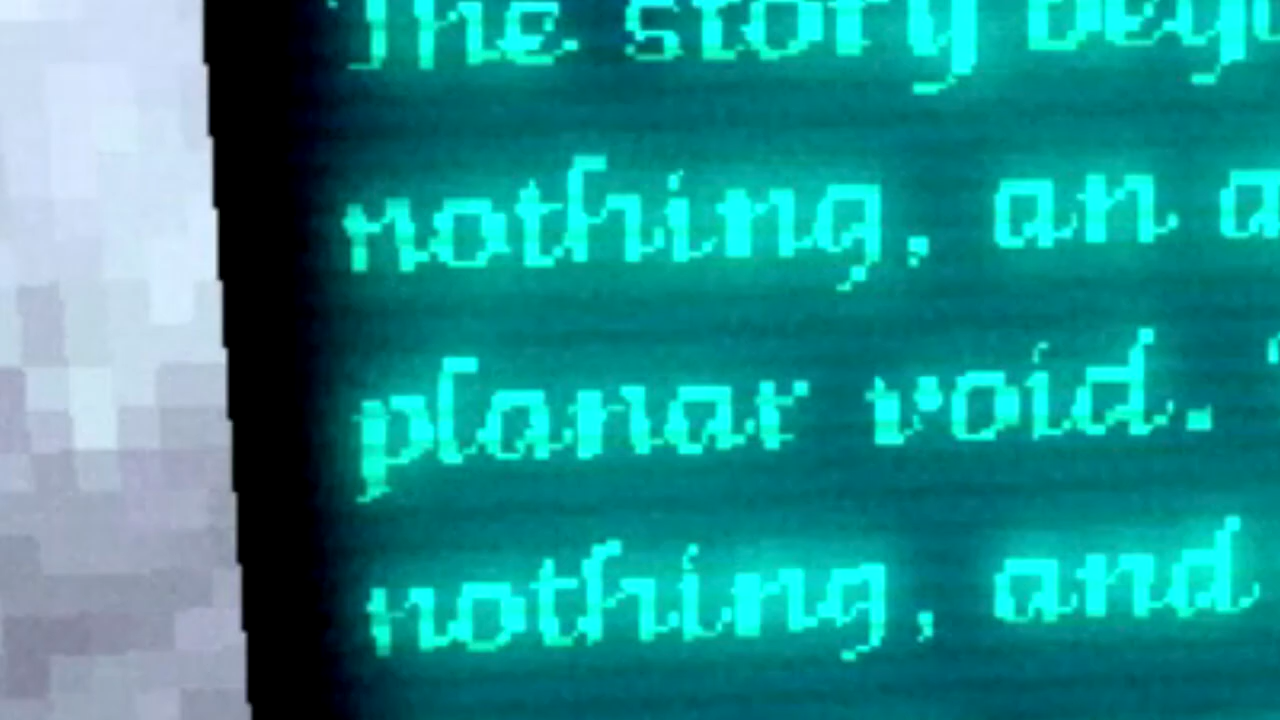 The story
nothing, an
planar void.
nothing, and